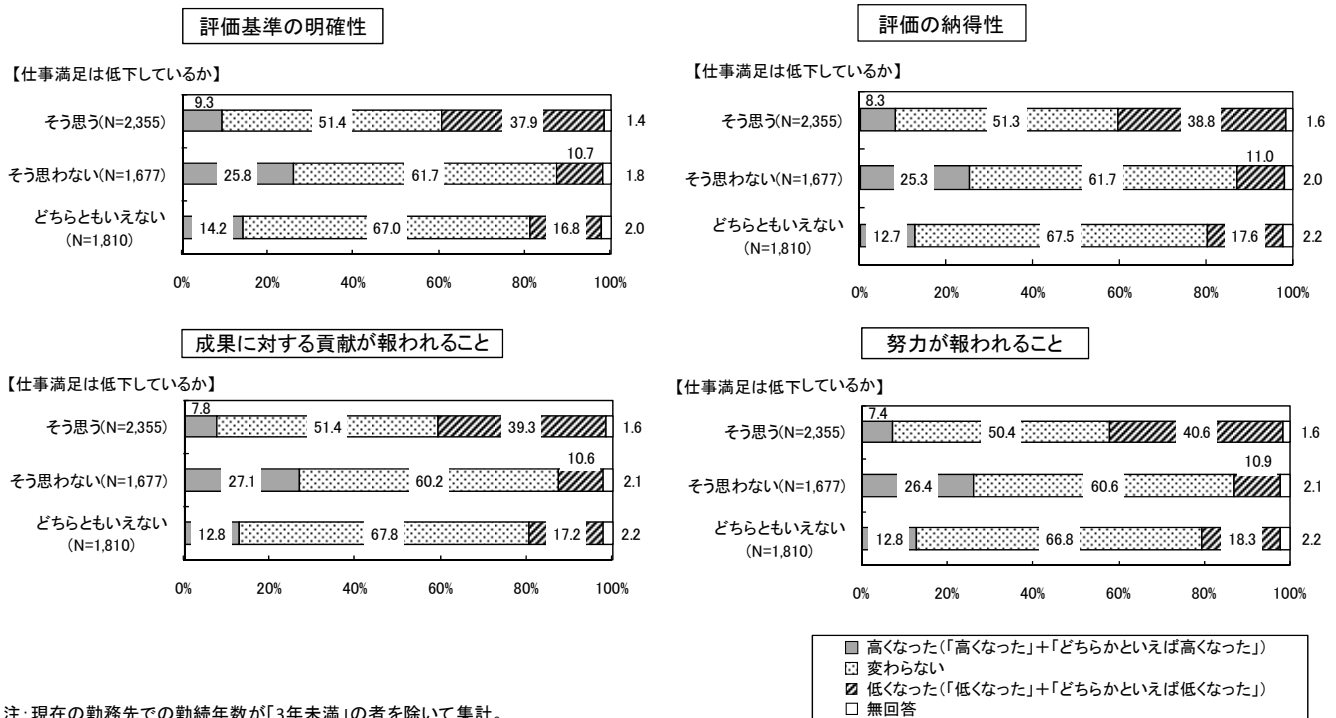 評価基準の明確性
【仕事満足は低下しているか】
そう思う(N=2,355)
9.3
51.4
37.9
1.4
そう思わない(N=1,677)
25.8
61.7
10.7
1.8
どちらともいえない
(N=1,810)
14.2
67.0
16.8
2.0
0% 20% 40% 60% 80% 100%
評価の納得性
【仕事満足は低下しているか】
そう思う(N=2,355)
8.3
51.3
38.8
1.6
そう思わない(N=1,677)
25.3
61.7
11.0
2.0
どちらともいえない
(N=1,810)
12.7
67.5
17.6
2.2
0% 20% 40% 60% 80% 100%
成果に対する貢献が報われること
【仕事満足は低下しているか】
そう思う(N=2,355)
7.8
51.4
39.3
1.6
そう思わない(N=1,677)
27.1
60.2
10.6
2.1
どちらともいえない
(N=1,810)
12.8
67.8
17.2
2.2
0% 20% 40% 60% 80% 100%
努力が報われること
【仕事満足は低下しているか】
そう思う(N=2,355)
7.4
50.4
40.6
1.6
そう思わない(N=1,677)
26.4
60.6
10.9
2.1
どちらともいえない
(N=1,810)
12.8
66.8
18.3
2.2
0% 20% 40% 60% 80% 100%
高くなった(「高くなった」+「どちらかといえば高くなった」)
変わらない
低くなった(「低くなった」+「どちらかといえば低くなった」)
無回答
注:現在の勤務先での勤続年数が「3年未満」の者を除いて集計。